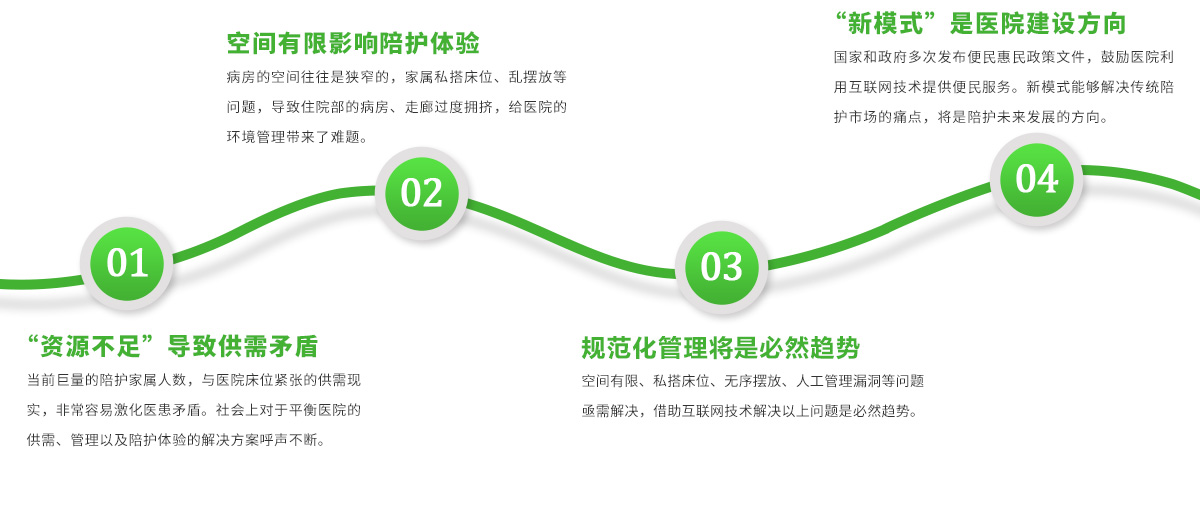 01
“资源不足”导致供需矛盾
当前巨量的陪护家属人数，与医院床位紧张的供需现
实，非常容易激化医患矛盾。社会上对于平衡医院的
供需、管理以及陪护体验的解决方案呼声不断。
空间有限影响陪护体验
病房的空间往往是狭窄的，家属私搭床位、乱摆放等
问题，导致住院部的病房、走廊过度拥挤，给医院的
环境管理带来了难题。
02
03
规范化管理将是必然趋势
空间有限、私搭床位、无序摆放、人工管理漏洞等问题
亟需解决，借助互联网技术解决以上问题是必然趋势。
“新模式”是医院建设方向
国家和政府多次发布便民惠民政策文件，鼓励医院利
用互联网技术提供便民服务。新模式能够解决传统陪
护市场的痛点，将是陪护未来发展的方向。
04